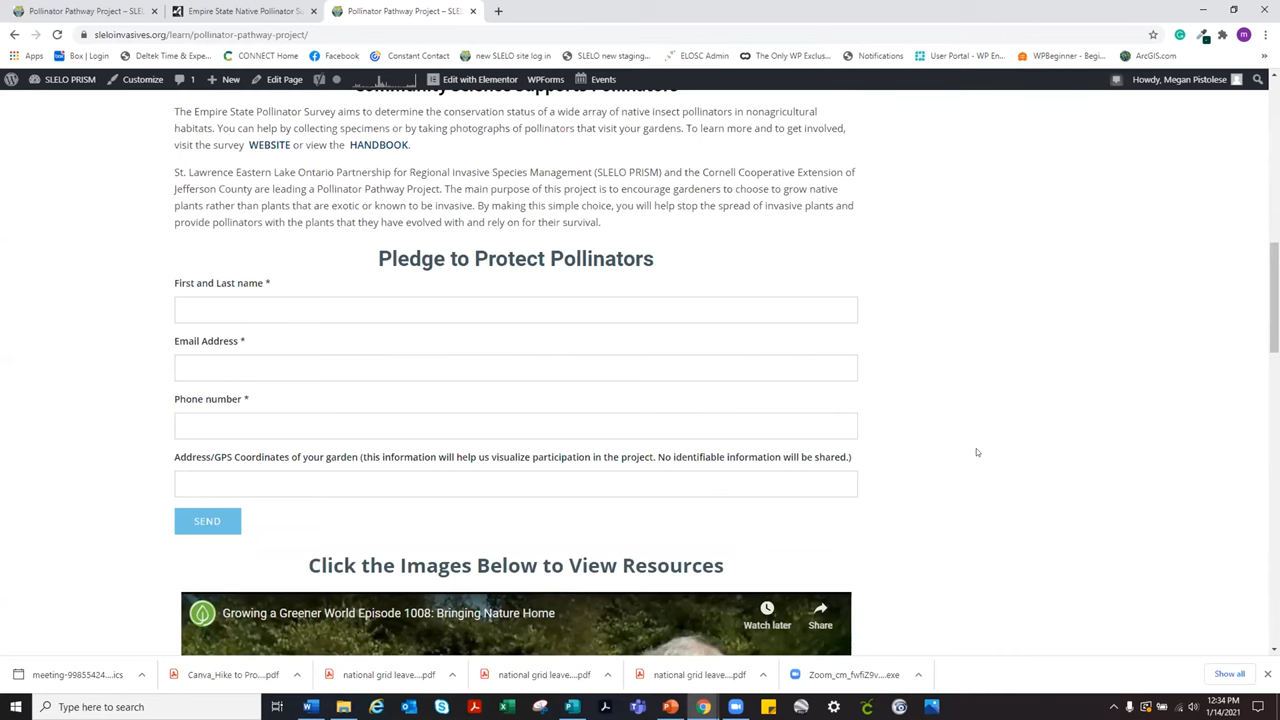 Pollinator Pathway Project – SLEL
Empire State Native Pollinator Su
Pollinator Pathway Project – SLEL
sleloinvasives.org/learn/pollinator-pathway-project/
Apps Box | Login Deltek Time & Expe... CONNECT Home Facebook Constant Contact new SLELO site log in SLELO new staging... ELOSC Admin The Only WP Exclus... Notifications User Portal - WP En... WPBeginner - Begi... ArcGIS.com
SLELO PRISM Customize 1 New Edit Page Edit with Elementor WPForms Events Howdy, Megan Pistolese
Community Science Supports Pollinators
The Empire State Pollinator Survey aims to determine the conservation status of a wide array of native insect pollinators in nonagricultural
habitats. You can help by collecting specimens or by taking photographs of pollinators that visit your gardens. To learn more and to get involved,
visit the survey WEBSITE or view the HANDBOOK.
St. Lawrence Eastern Lake Ontario Partnership for Regional Invasive Species Management (SLELO PRISM) and the Cornell Cooperative Extension of
Jefferson County are leading a Pollinator Pathway Project. The main purpose of this project is to encourage gardeners to choose to grow native
plants rather than plants that are exotic or known to be invasive. By making this simple choice, you will help stop the spread of invasive plants and
provide pollinators with the plants that they have evolved with and rely on for their survival.
Pledge to Protect Pollinators
First and Last name *
Email Address *
Phone number *
Address/GPS Coordinates of your garden (this information will help us visualize participation in the project. No identifiable information will be shared.)
SEND
Click the Images Below to View Resources
Growing a Greener World Episode 1008: Bringing Nature Home
Watch later Share
meeting-99855424....ics Canva_Hike to Pro....pdf national grid leave....pdf national grid leave....pdf national grid leave....pdf Zoom_cm_fwfiZ9v....exe Show all
Type here to search
12:34 PM
1/14/2021